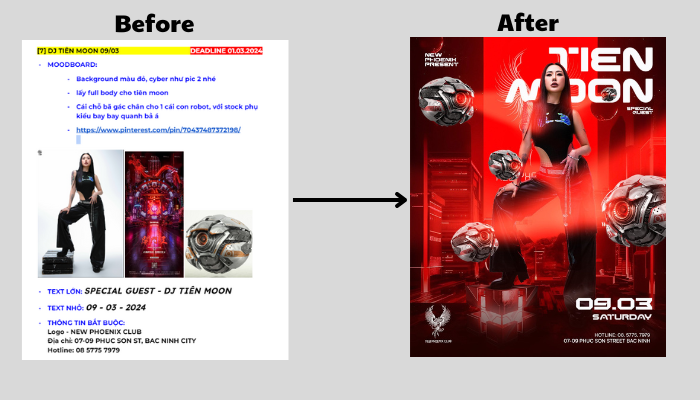 Before
After
[7] DJ TIÊN MOON 09/03 DEADLINE 01.03.2024
MOODBOARD:
Background màu đỏ, cyber như pic 2 nhé
lấy full body cho tiên moon
Cái chỗ bả gác chân cho 1 cái con robot, với stock phụ
kiểu bay bay quanh bả á
https://www.pinterest.com/pin/70437487372198/
TEXT LỚN: SPECIAL GUEST - DJ TIÊN MOON
TEXT NHỎ: 09 - 03 - 2024
THÔNG TIN BẮT BUỘC:
Logo - NEW PHOENIX CLUB
Địa chỉ: 07-09 PHUC SON ST, BAC NINH CITY
Hotline: 08 5775 7979
NEW
PHOENIX
PRESENT
TIEN
MOON
SPECIAL
GUEST
09.03
SATURDAY
HOTLINE: 08. 5775. 7979
07-09 PHUC SON STREET BAC NINH